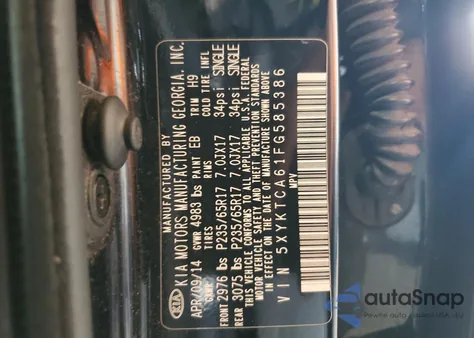 MANUFACTURED BY
KIA MOTORS MANUFACTURING GEORGIA, INC.
APR/09/14 GVWR 4983 lbs PAINT EB TRIM H9
TIRES RIMS COLD TIRE INFL
FRONT 2976 lbs P235/65R17 7.0JX17 34psi SINGLE
REAR 3075 lbs P235/65R17 7.0JX17 34psi SINGLE
THIS VEHICLE CONFORMS TO ALL APPLICABLE U.S.A. FEDERAL
MOTOR VEHICLE SAFETY AND THEFT PREVENTION STANDARDS
IN EFFECT ON THE DATE OF MANUFACTURE SHOWN ABOVE
VIN 5XYKTCA61FG585386
MPV
autoSnap